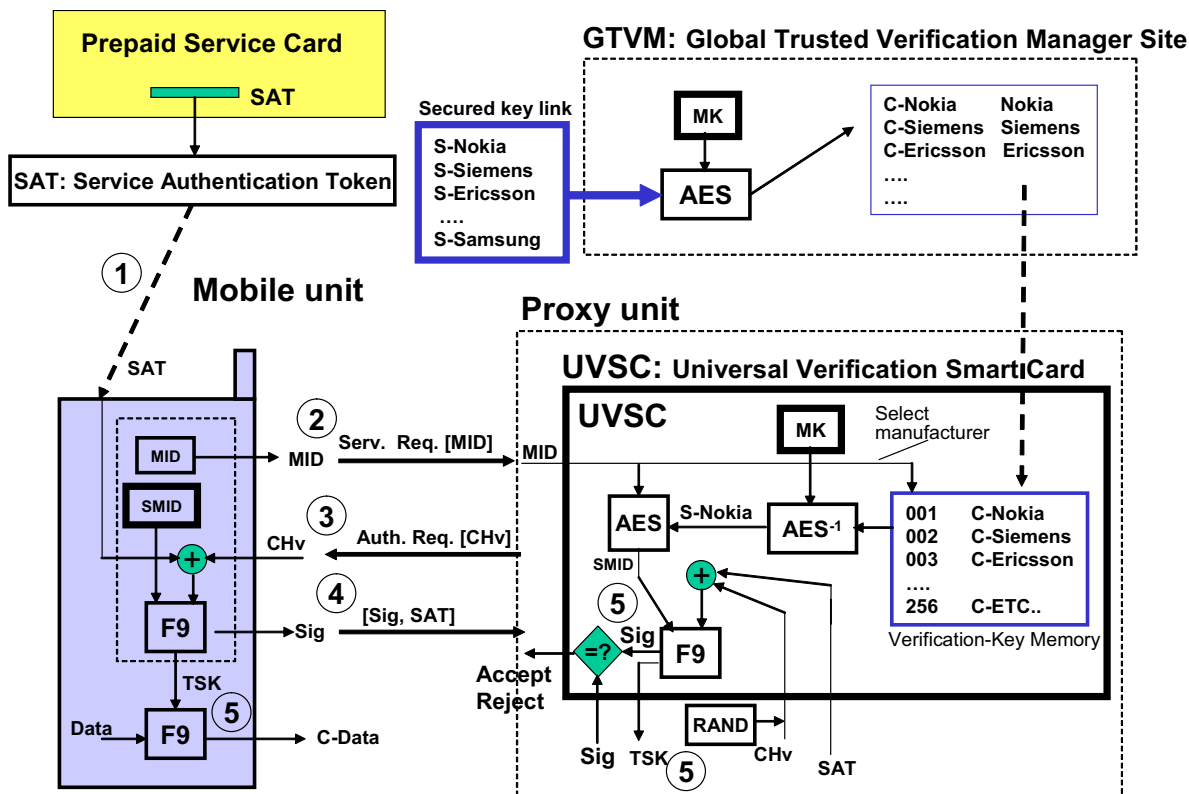 Prepaid Service Card
SAT
SAT: Service Authentication Token
GTVM: Global Trusted Verification Manager Site
Secured key link
S-Nokia
S-Siemens
S-Ericsson
....
S-Samsung
MK
AES
C-Nokia Nokia
C-Siemens Siemens
C-Ericsson Ericsson
....
....
1
Mobile unit
SAT
MID
MID
SMID
CHv
+
F9
Sig
TSK
5
Data
F9
C-Data
2
Serv. Req. [MID]
3
Auth. Req. [CHv]
4
[Sig, SAT]
Proxy unit
UVSC: Universal Verification Smart Card
UVSC
MID
MK
Select
manufacturer
AES
S-Nokia
AES-1
SMID
+
001 C-Nokia
002 C-Siemens
003 C-Ericsson
....
256 C-ETC..
Verification-Key Memory
5
Sig
=?
F9
Accept
Reject
RAND
Sig
TSK
5
CHv
SAT